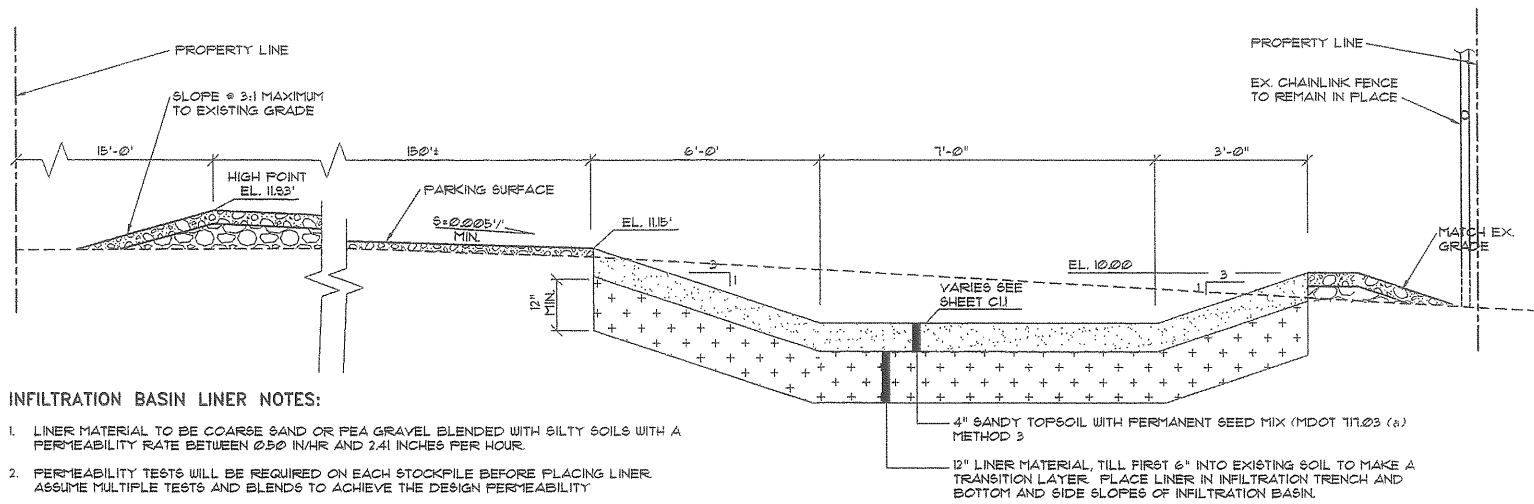 PROPERTY LINE
PROPERTY LINE
SLOPE @ 3:1 MAXIMUM
TO EXISTING GRADE
EX. CHAINLINK FENCE
TO REMAIN IN PLACE
15'-0"
150'±
6'-0"
7'-0"
3'-0"
HIGH POINT
EL. 11.93'
PARKING SURFACE
S=0.005'/'
MIN.
EL. 11.15'
MATCH EX.
GRADE
3
1
EL. 10.00
3
1
12"
MIN.
VARIES SEE
SHEET C1.1
INFILTRATION BASIN LINER NOTES:
1. LINER MATERIAL TO BE COARSE SAND OR PEA GRAVEL BLENDED WITH SILTY SOILS WITH A
PERMEABILITY RATE BETWEEN 0.50 IN/HR AND 2.41 INCHES PER HOUR.
2. PERMEABILITY TESTS WILL BE REQUIRED ON EACH STOCKPILE BEFORE PLACING LINER.
ASSUME MULTIPLE TESTS AND BLENDS TO ACHIEVE THE DESIGN PERMEABILITY
4" SANDY TOPSOIL WITH PERMANENT SEED MIX (MDOT 717.03 (a)
METHOD 3
12" LINER MATERIAL, TILL FIRST 6" INTO EXISTING SOIL TO MAKE A
TRANSITION LAYER. PLACE LINER IN INFILTRATION TRENCH AND
BOTTOM AND SIDE SLOPES OF INFILTRATION BASIN.